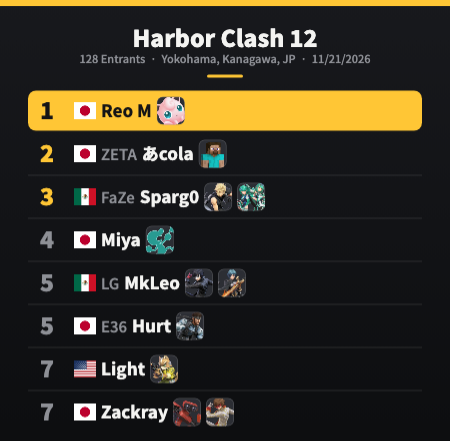 Harbor Clash 12
128 Entrants · Yokohama, Kanagawa, JP · 11/21/2026
1 Reo M
2 ZETA あcola
3 FaZe Sparg0
4 Miya
5 LG MkLeo
5 E36 Hurt
7 Light
7 Zackray